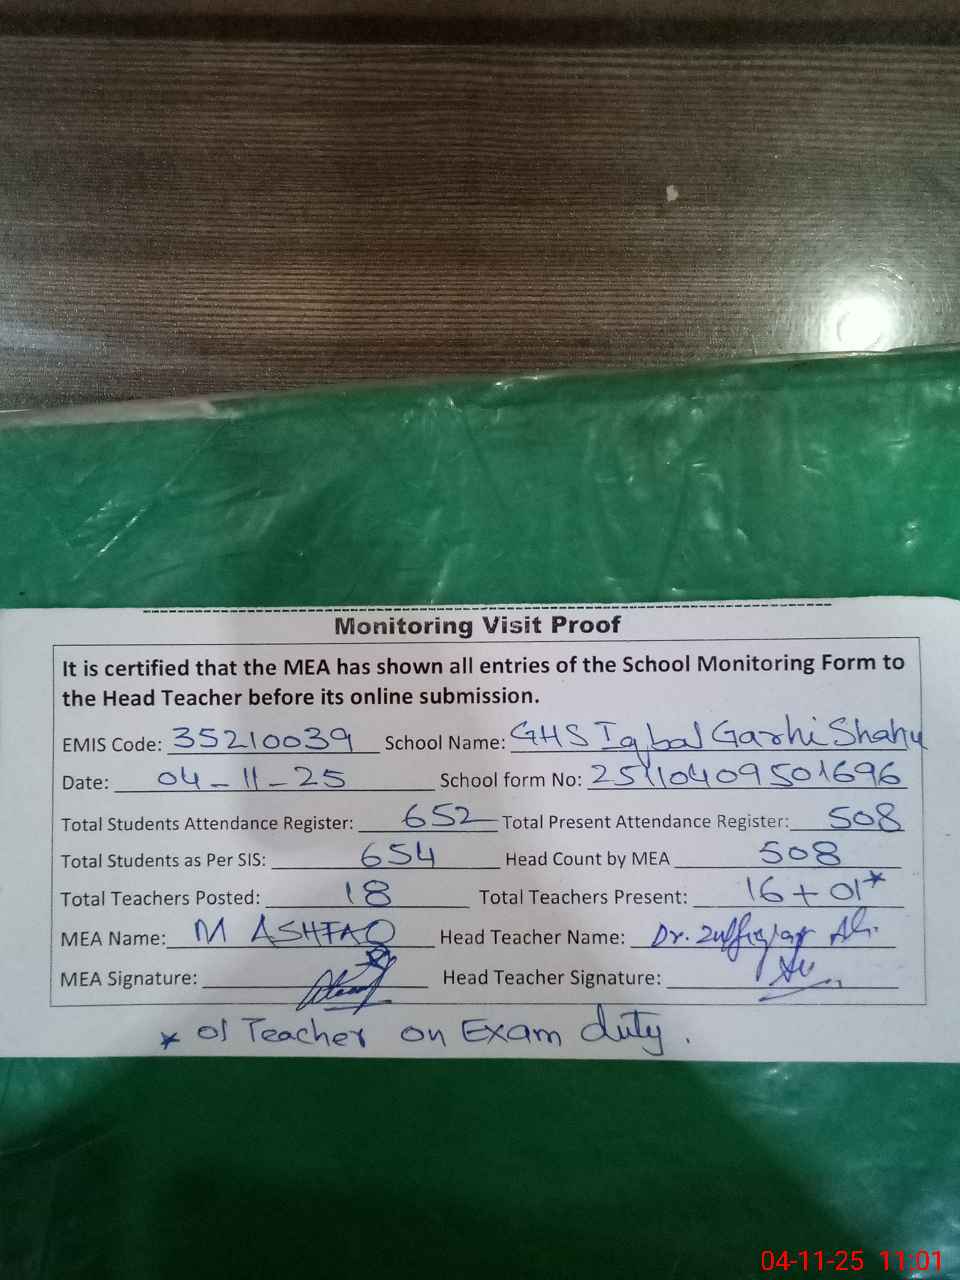 Monitoring Visit Proof
It is certified that the MEA has shown all entries of the School Monitoring Form to
the Head Teacher before its online submission.
EMIS Code: 35210039 School Name: GHS Iqbal Garhi Shahu
Date: 04-11-25 School form No: 25110409501696
Total Students Attendance Register: 652 Total Present Attendance Register: 508
Total Students as Per SIS: 654 Head Count by MEA 508
Total Teachers Posted: 18 Total Teachers Present: 16 + 01*
MEA Name: M ASHFAQ Head Teacher Name: Dr. Zulfiqar Ali.
MEA Signature: Head Teacher Signature:
* 01 Teacher on Exam duty.
04-11-25 11:01